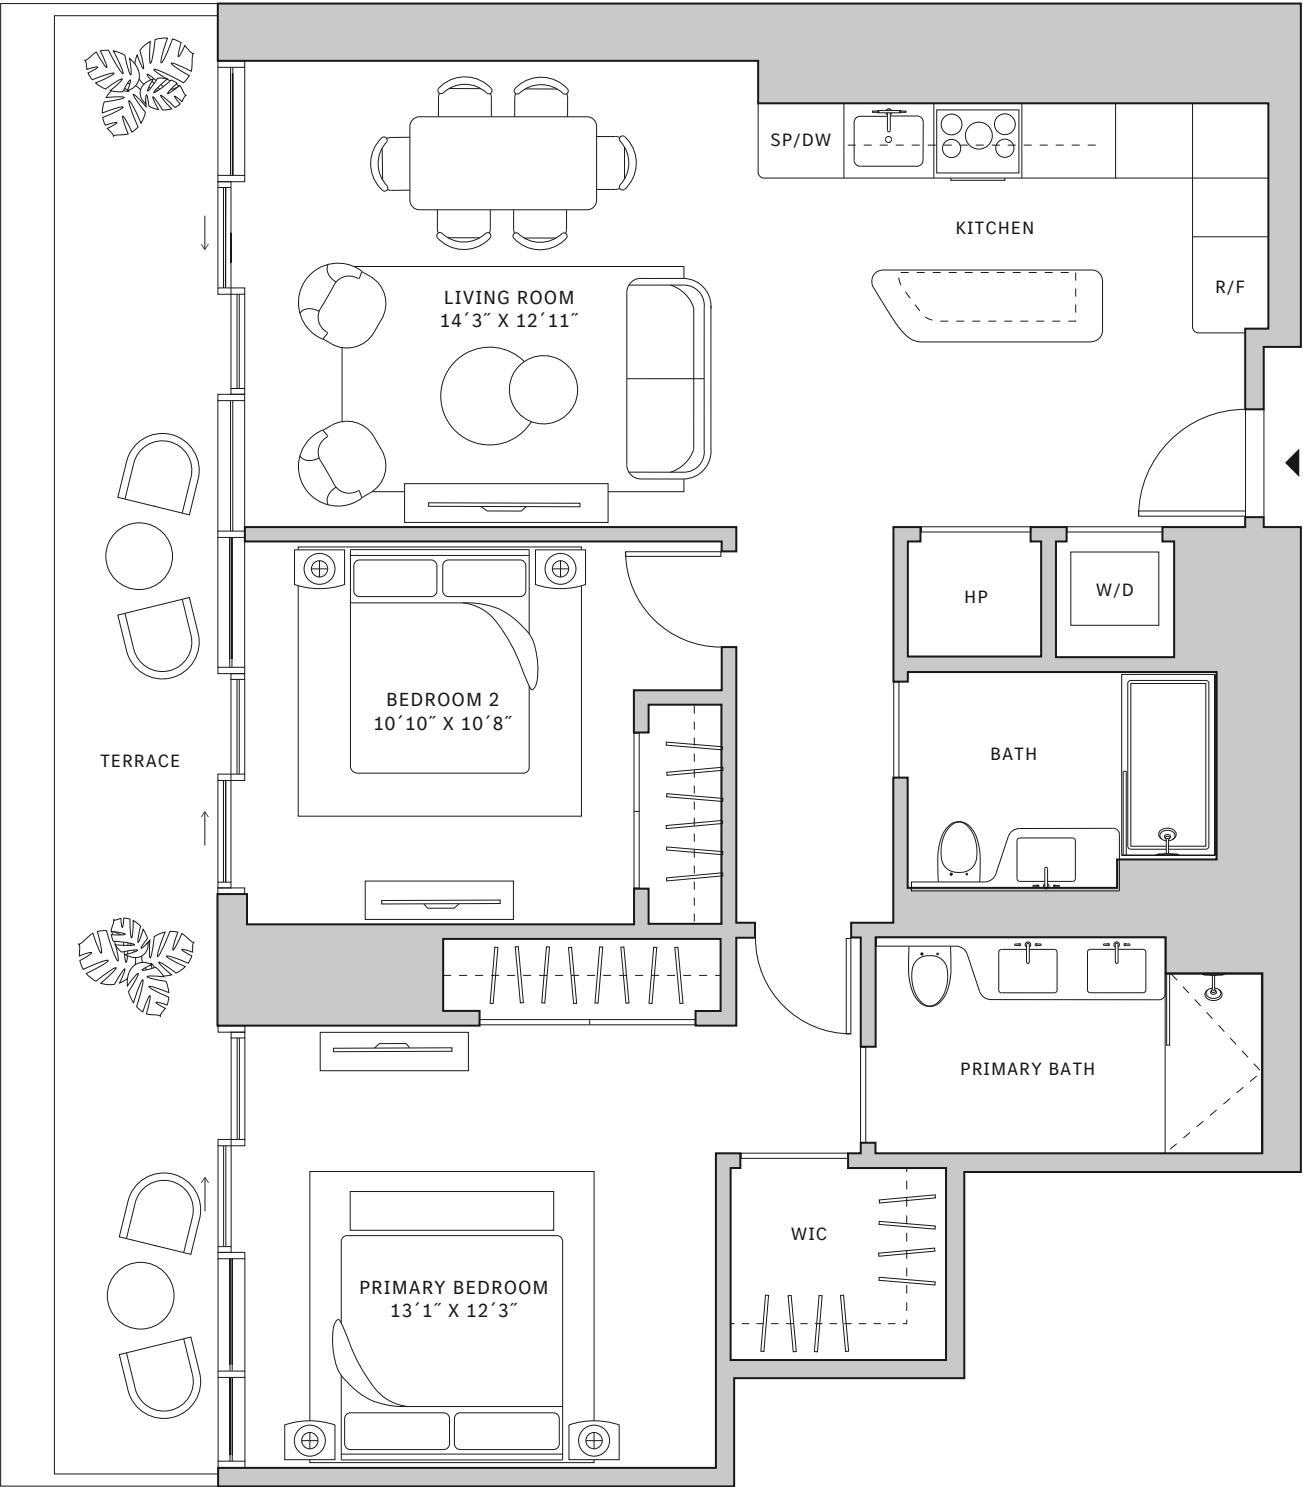 SP/DW
KITCHEN
R/F
LIVING ROOM
14´3˝ X 12´11˝
HP
W/D
BEDROOM 2
10´10˝ X 10´8˝
TERRACE
BATH
PRIMARY BATH
WIC
PRIMARY BEDROOM
13´1˝ X 12´3˝